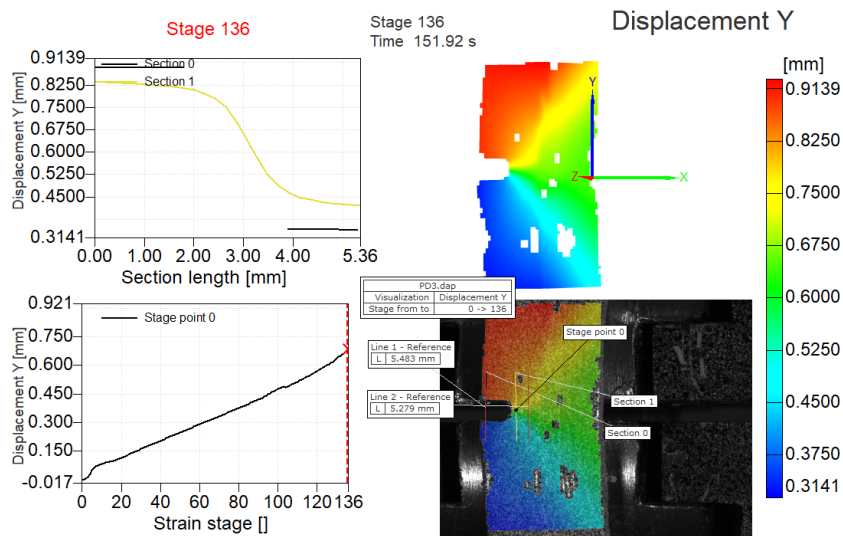 Stage 136
Stage 136
Time 151.92 s
Displacement Y
Displacement Y [mm]
0.9139
0.8250
0.7500
0.6750
0.6000
0.5250
0.4500
0.3141
Section 0
Section 1
0.00 1.00 2.00 3.00 4.00 5.36
Section length [mm]
Y
Z
X
[mm]
0.9139
0.8250
0.7500
0.6750
0.6000
0.5250
0.4500
0.3750
0.3141
PD3.dap
Visualization Displacement Y
Stage from to 0 -> 136
Displacement Y [mm]
0.921
0.750
0.600
0.450
0.300
0.150
-0.017
Stage point 0
X
0 20 40 60 80 100 120 136
Strain stage []
Line 1 - Reference
L 5.483 mm
Line 2 - Reference
L 5.279 mm
Stage point 0
Section 1
Section 0